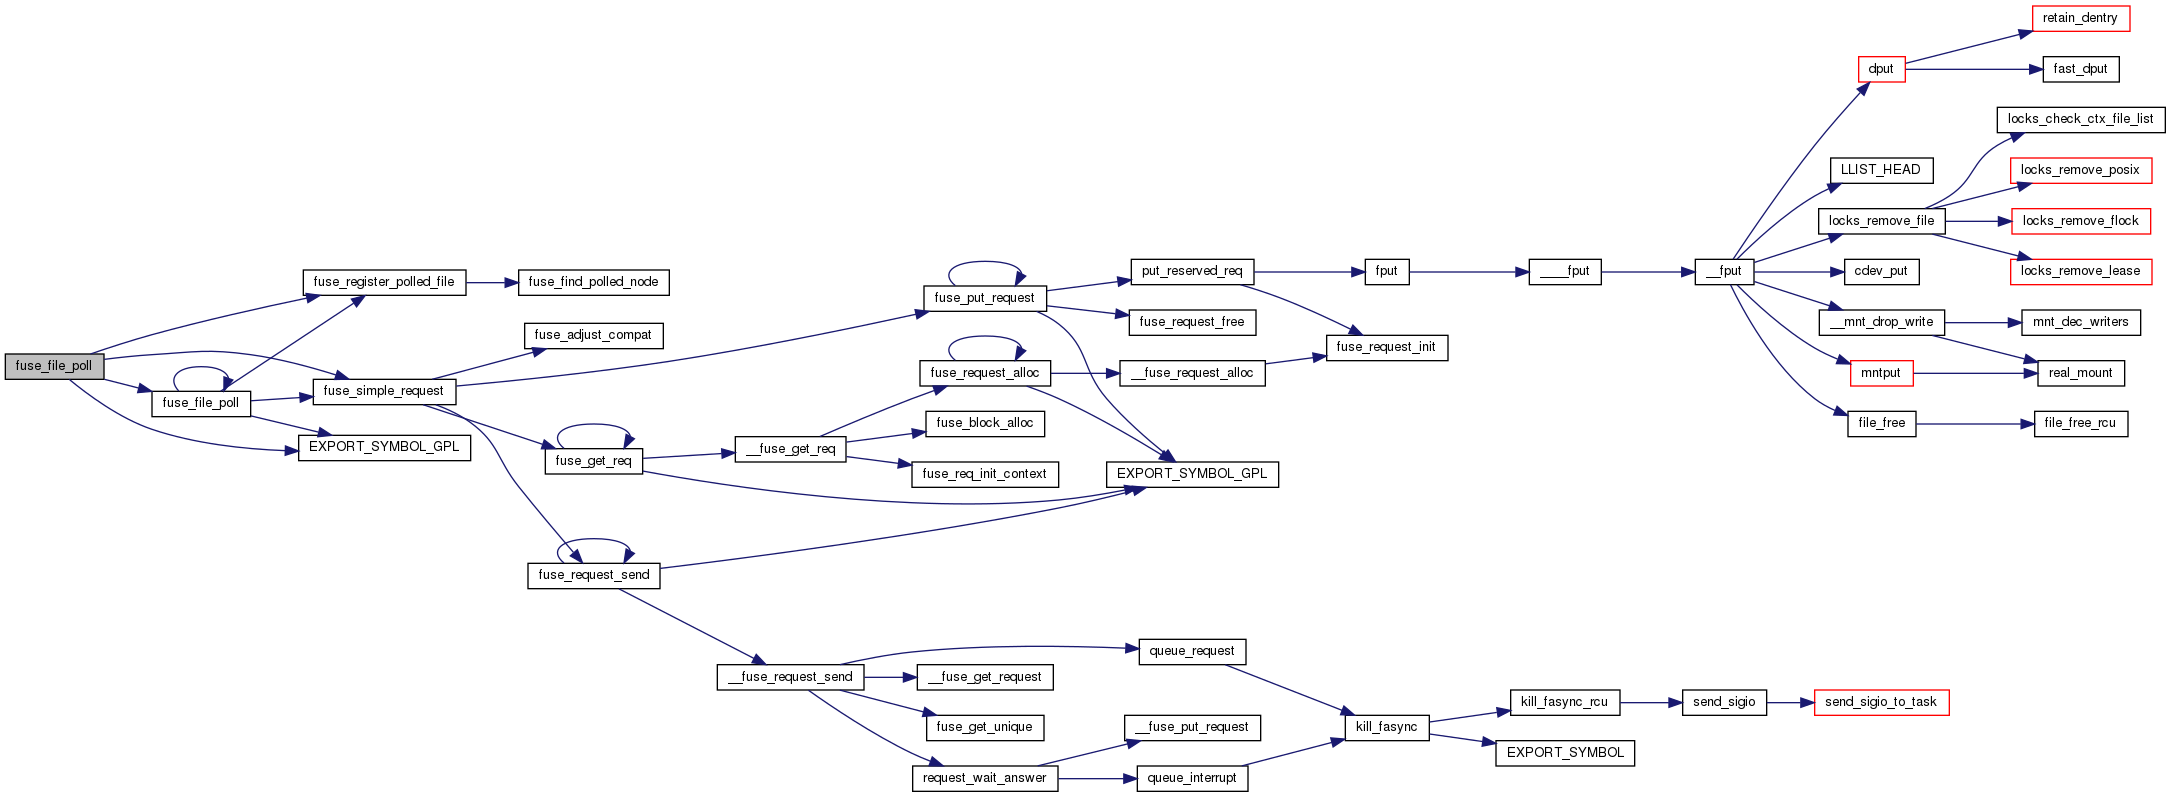 retain_dentry
dput
fast_dput
locks_check_ctx_file_list
LLIST_HEAD
locks_remove_posix
locks_remove_file
locks_remove_flock
fuse_register_polled_file
fuse_find_polled_node
fuse_put_request
put_reserved_req
fput
____fput
__fput
cdev_put
locks_remove_lease
fuse_request_free
__mnt_drop_write
mnt_dec_writers
fuse_adjust_compat
fuse_request_init
fuse_file_poll
fuse_request_alloc
__fuse_request_alloc
mntput
real_mount
fuse_file_poll
fuse_simple_request
fuse_block_alloc
file_free
file_free_rcu
EXPORT_SYMBOL_GPL
__fuse_get_req
fuse_get_req
fuse_req_init_context
EXPORT_SYMBOL_GPL
fuse_request_send
queue_request
__fuse_request_send
__fuse_get_request
kill_fasync_rcu
send_sigio
send_sigio_to_task
fuse_get_unique
__fuse_put_request
kill_fasync
EXPORT_SYMBOL
request_wait_answer
queue_interrupt